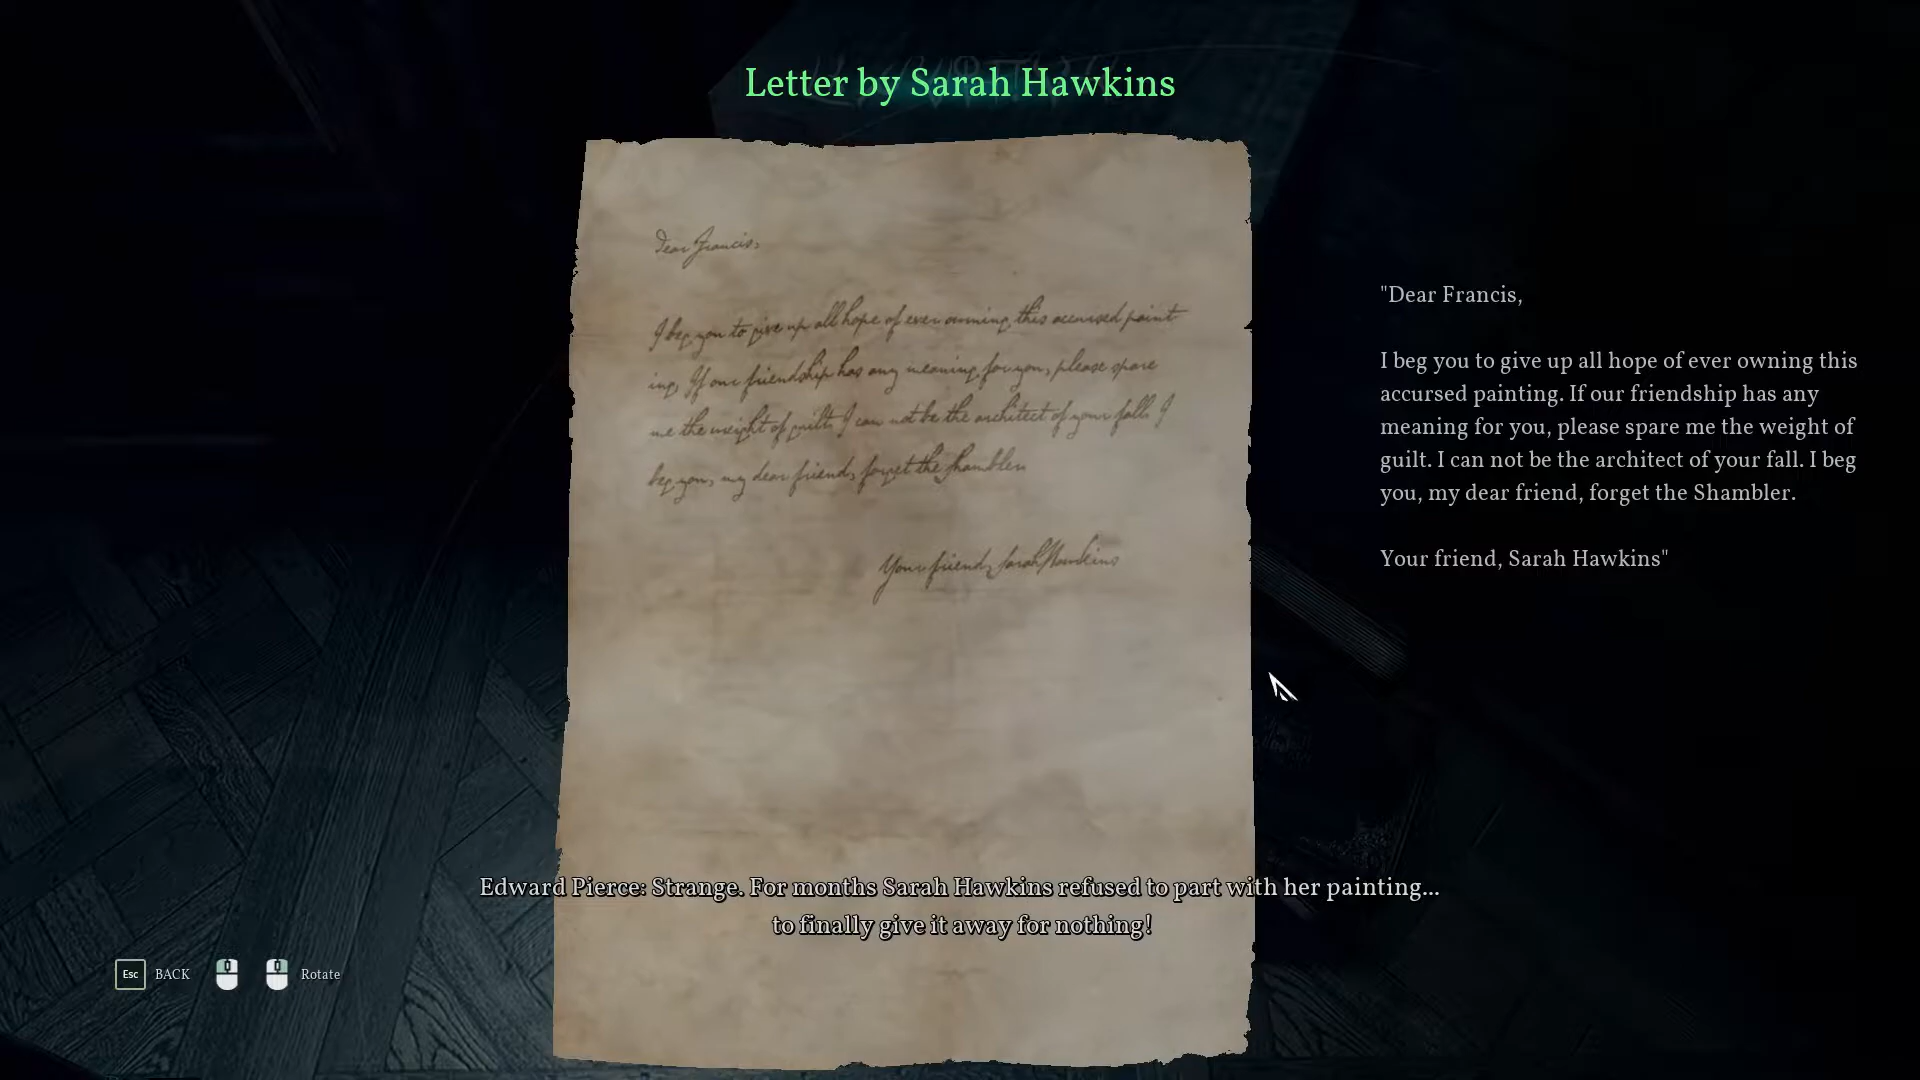 Letter by Sarah Hawkins
Dear Francis,
I beg you to give up all hope of ever owning this accursed paint
ing. If our friendship has any meaning for you, please spare
me the weight of guilt. I can not be the architect of your fall. I
beg you, my dear friend, forget the Shambler.
Your friend, Sarah Hawkins
"Dear Francis,
I beg you to give up all hope of ever owning this
accursed painting. If our friendship has any
meaning for you, please spare me the weight of
guilt. I can not be the architect of your fall. I beg
you, my dear friend, forget the Shambler.
Your friend, Sarah Hawkins"
Edward Pierce: Strange. For months Sarah Hawkins refused to part with her painting...
to finally give it away for nothing!
Esc BACK Rotate